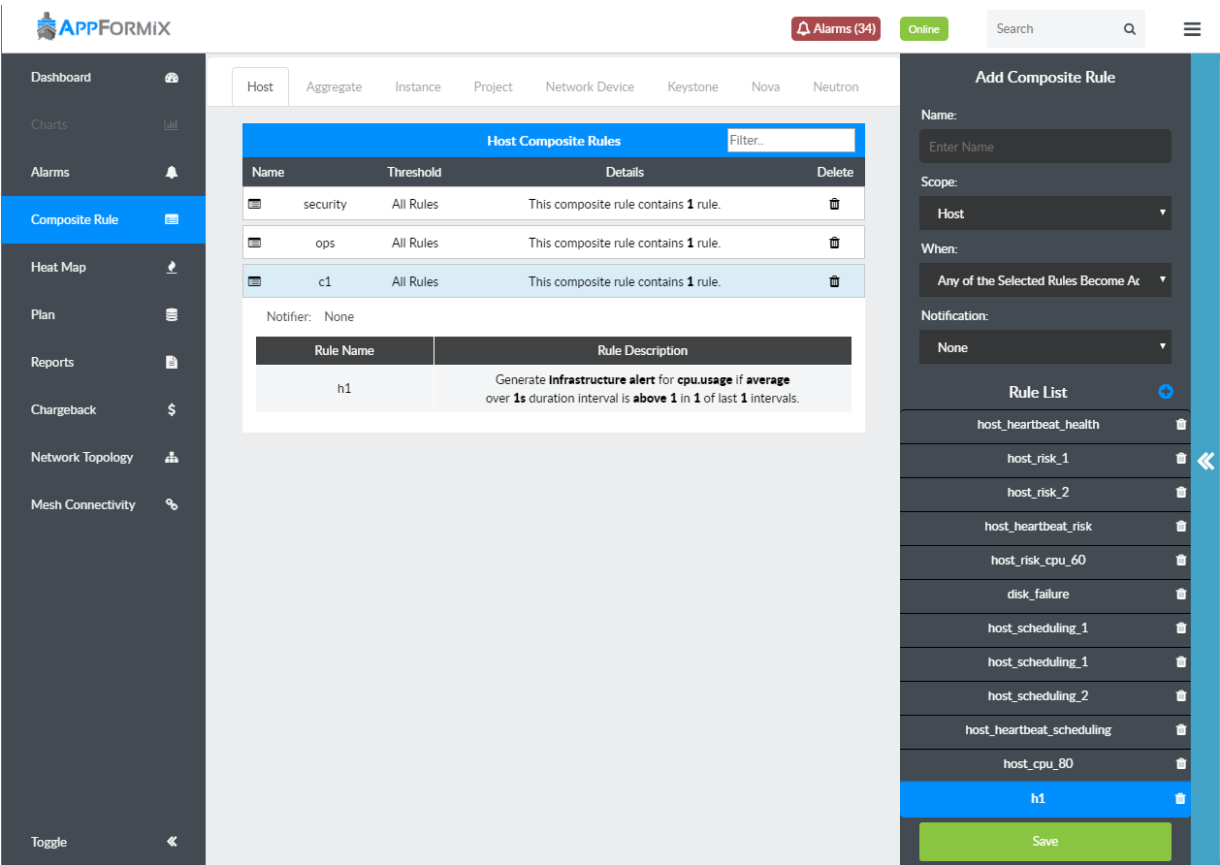 APPFORMIX
Alarms (34)
Online
Search
Dashboard
Charts
Alarms
Composite Rule
Heat Map
Plan
Reports
Chargeback
Network Topology
Mesh Connectivity
Toggle
Host Aggregate Instance Project Network Device Keystone Nova Neutron
Host Composite Rules Filter..
Name Threshold Details Delete
security All Rules This composite rule contains 1 rule.
ops All Rules This composite rule contains 1 rule.
c1 All Rules This composite rule contains 1 rule.
Notifier: None
Rule Name Rule Description
h1
Generate Infrastructure alert for cpu.usage if average
over 1s duration interval is above 1 in 1 of last 1 intervals.
Add Composite Rule
Name:
Enter Name
Scope:
Host
When:
Any of the Selected Rules Become Ac
Notification:
None
Rule List
host_heartbeat_health
host_risk_1
host_risk_2
host_heartbeat_risk
host_risk_cpu_60
disk_failure
host_scheduling_1
host_scheduling_1
host_scheduling_2
host_heartbeat_scheduling
host_cpu_80
h1
Save